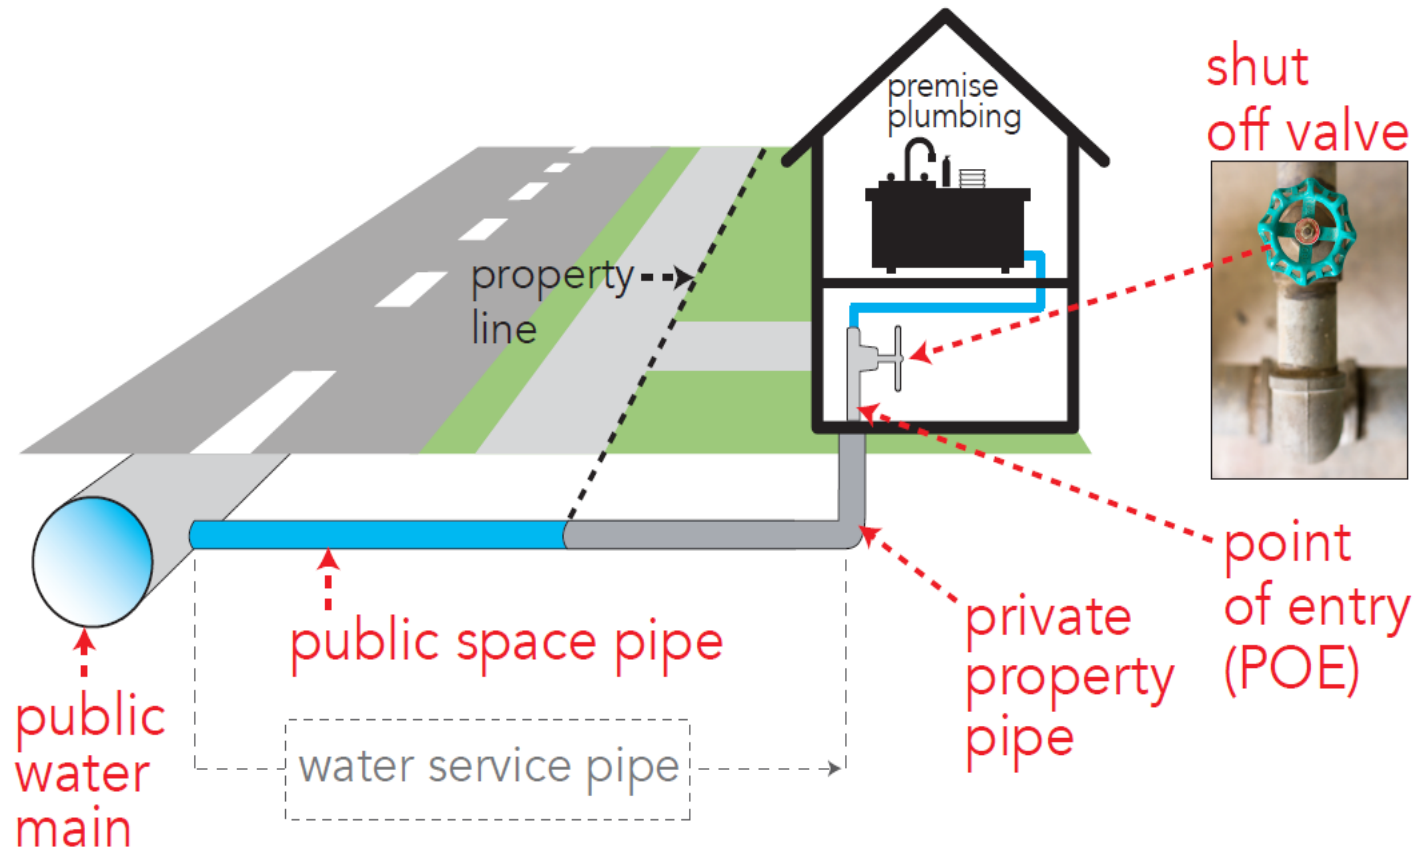 premise
plumbing
shut
off valve
property
line
point
of entry
(POE)
public space pipe
private
property
pipe
public
water
main
water service pipe